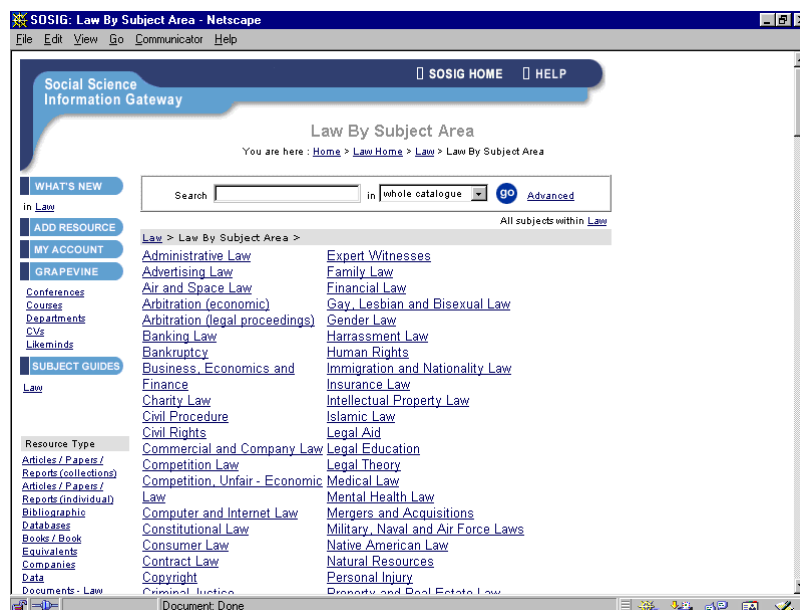 SOSIG: Law By Subject Area - Netscape
File Edit View Go Communicator Help
Social Science
Information Gateway
SOSIG HOME HELP
Law By Subject Area
You are here : Home > Law Home > Law > Law By Subject Area
WHAT'S NEW
in Law
ADD RESOURCE
MY ACCOUNT
GRAPEVINE
Conferences
Courses
Departments
CVs
Likeminds
SUBJECT GUIDES
Law
Resource Type
Articles / Papers /
Reports (collections)
Articles / Papers /
Reports (individual)
Bibliographic
Databases
Books / Book
Equivalents
Companies
Data
Documents - Law
Search in whole catalogue go Advanced
All subjects within Law
Law > Law By Subject Area >
Administrative Law
Advertising Law
Air and Space Law
Arbitration (economic)
Arbitration (legal proceedings)
Banking Law
Bankruptcy
Business, Economics and
Finance
Charity Law
Civil Procedure
Civil Rights
Commercial and Company Law
Competition Law
Competition, Unfair - Economic
Law
Computer and Internet Law
Constitutional Law
Consumer Law
Contract Law
Copyright
Criminal Justice
Expert Witnesses
Family Law
Financial Law
Gay, Lesbian and Bisexual Law
Gender Law
Harrassment Law
Human Rights
Immigration and Nationality Law
Insurance Law
Intellectual Property Law
Islamic Law
Legal Aid
Legal Education
Legal Theory
Medical Law
Mental Health Law
Mergers and Acquisitions
Military, Naval and Air Force Laws
Native American Law
Natural Resources
Personal Injury
Property and Real Estate Law
Document: Done